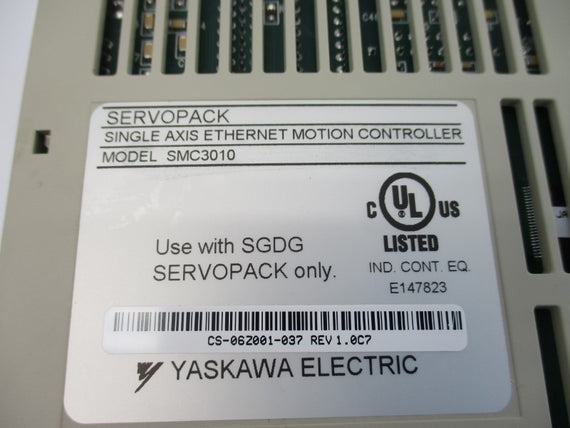 SERVOPACK
SINGLE AXIS ETHERNET MOTION CONTROLLER
MODEL SMC3010
C UL US
LISTED
IND. CONT. EQ.
E147823
Use with SGDG
SERVOPACK only.
CS-06Z001-037 REV 1.0C7
YASKAWA ELECTRIC